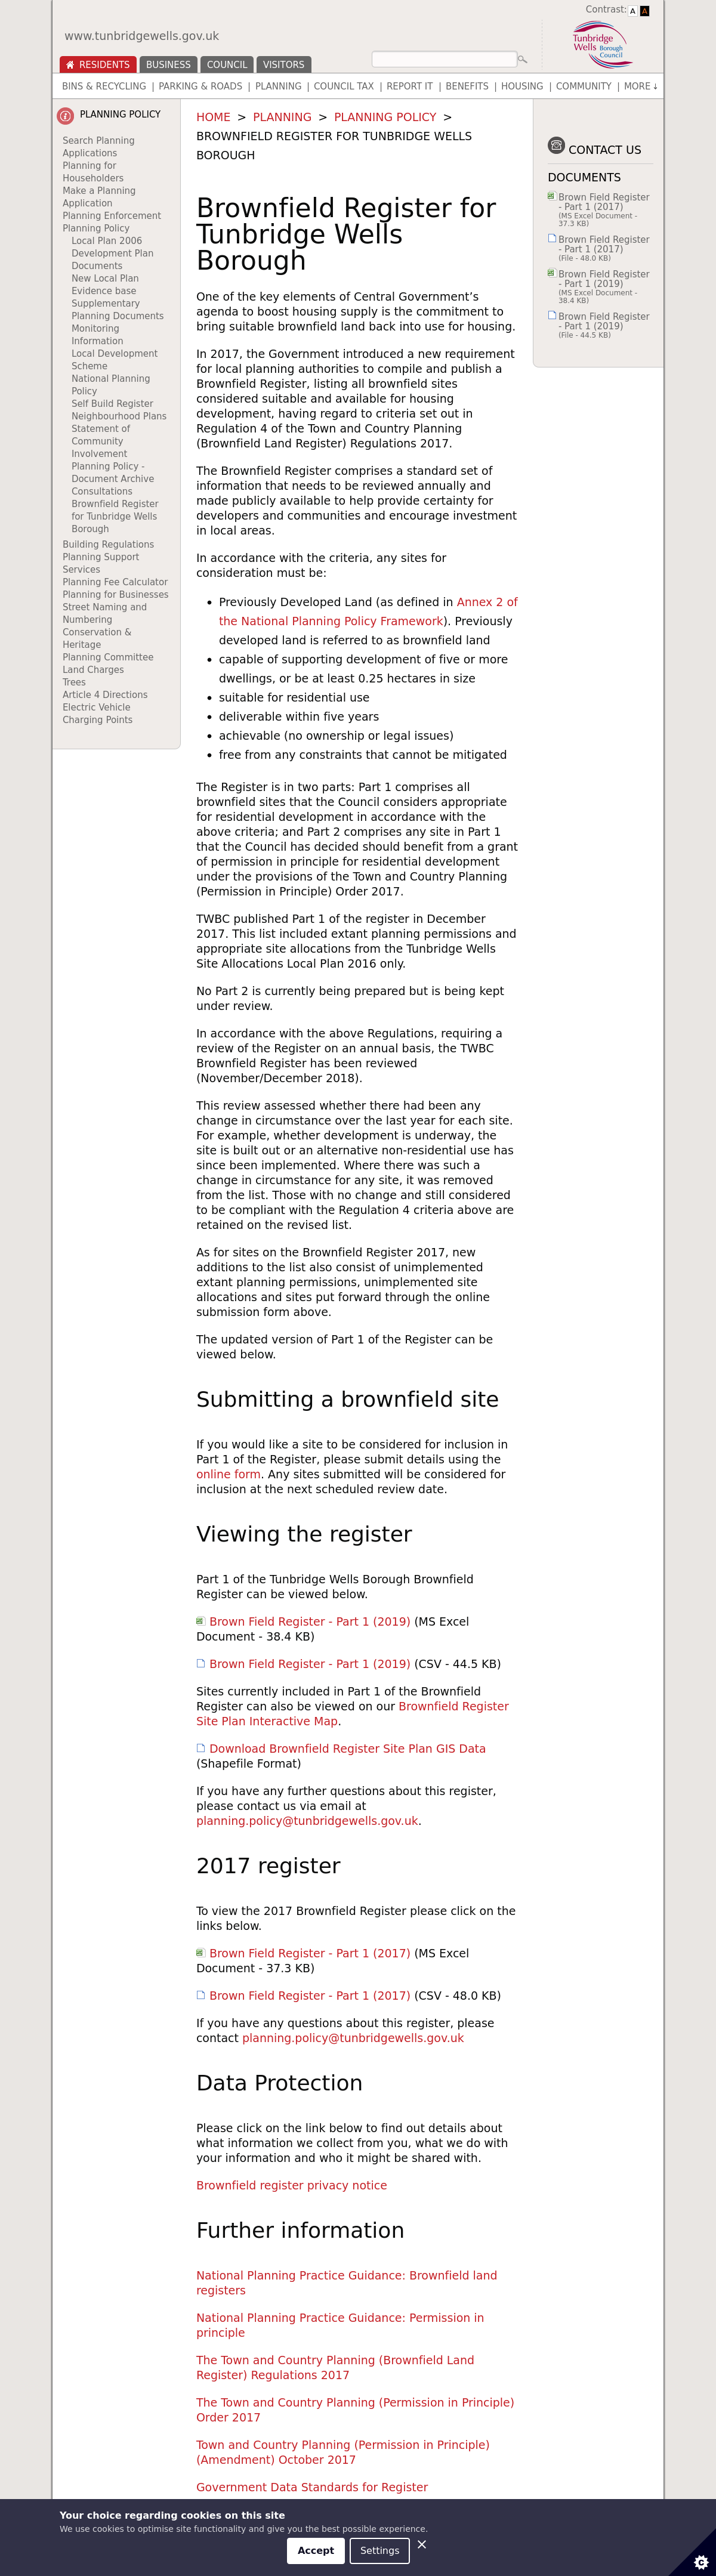 Contrast: A A
www.tunbridgewells.gov.uk
Tunbridge
Wells Borough
Council
RESIDENTS BUSINESS COUNCIL VISITORS
BINS & RECYCLING | PARKING & ROADS | PLANNING | COUNCIL TAX | REPORT IT | BENEFITS | HOUSING | COMMUNITY | MORE ↓
PLANNING POLICY
Search Planning
Applications
Planning for
Householders
Make a Planning
Application
Planning Enforcement
Planning Policy
Local Plan 2006
Development Plan
Documents
New Local Plan
Evidence base
Supplementary
Planning Documents
Monitoring
Information
Local Development
Scheme
National Planning
Policy
Self Build Register
Neighbourhood Plans
Statement of
Community
Involvement
Planning Policy -
Document Archive
Consultations
Brownfield Register
for Tunbridge Wells
Borough
Building Regulations
Planning Support
Services
Planning Fee Calculator
Planning for Businesses
Street Naming and
Numbering
Conservation &
Heritage
Planning Committee
Land Charges
Trees
Article 4 Directions
Electric Vehicle
Charging Points
HOME > PLANNING > PLANNING POLICY >
BROWNFIELD REGISTER FOR TUNBRIDGE WELLS
BOROUGH
Brownfield Register for
Tunbridge Wells
Borough
One of the key elements of Central Government’s
agenda to boost housing supply is the commitment to
bring suitable brownfield land back into use for housing.
In 2017, the Government introduced a new requirement
for local planning authorities to compile and publish a
Brownfield Register, listing all brownfield sites
considered suitable and available for housing
development, having regard to criteria set out in
Regulation 4 of the Town and Country Planning
(Brownfield Land Register) Regulations 2017.
The Brownfield Register comprises a standard set of
information that needs to be reviewed annually and
made publicly available to help provide certainty for
developers and communities and encourage investment
in local areas.
In accordance with the criteria, any sites for
consideration must be:
• Previously Developed Land (as defined in Annex 2 of
the National Planning Policy Framework). Previously
developed land is referred to as brownfield land
• capable of supporting development of five or more
dwellings, or be at least 0.25 hectares in size
• suitable for residential use
• deliverable within five years
• achievable (no ownership or legal issues)
• free from any constraints that cannot be mitigated
The Register is in two parts: Part 1 comprises all
brownfield sites that the Council considers appropriate
for residential development in accordance with the
above criteria; and Part 2 comprises any site in Part 1
that the Council has decided should benefit from a grant
of permission in principle for residential development
under the provisions of the Town and Country Planning
(Permission in Principle) Order 2017.
TWBC published Part 1 of the register in December
2017. This list included extant planning permissions and
appropriate site allocations from the Tunbridge Wells
Site Allocations Local Plan 2016 only.
No Part 2 is currently being prepared but is being kept
under review.
In accordance with the above Regulations, requiring a
review of the Register on an annual basis, the TWBC
Brownfield Register has been reviewed
(November/December 2018).
This review assessed whether there had been any
change in circumstance over the last year for each site.
For example, whether development is underway, the
site is built out or an alternative non-residential use has
since been implemented. Where there was such a
change in circumstance for any site, it was removed
from the list. Those with no change and still considered
to be compliant with the Regulation 4 criteria above are
retained on the revised list.
As for sites on the Brownfield Register 2017, new
additions to the list also consist of unimplemented
extant planning permissions, unimplemented site
allocations and sites put forward through the online
submission form above.
The updated version of Part 1 of the Register can be
viewed below.
Submitting a brownfield site
If you would like a site to be considered for inclusion in
Part 1 of the Register, please submit details using the
online form. Any sites submitted will be considered for
inclusion at the next scheduled review date.
Viewing the register
Part 1 of the Tunbridge Wells Borough Brownfield
Register can be viewed below.
Brown Field Register - Part 1 (2019) (MS Excel
Document - 38.4 KB)
Brown Field Register - Part 1 (2019) (CSV - 44.5 KB)
Sites currently included in Part 1 of the Brownfield
Register can also be viewed on our Brownfield Register
Site Plan Interactive Map.
Download Brownfield Register Site Plan GIS Data
(Shapefile Format)
If you have any further questions about this register,
please contact us via email at
planning.policy@tunbridgewells.gov.uk.
2017 register
To view the 2017 Brownfield Register please click on the
links below.
Brown Field Register - Part 1 (2017) (MS Excel
Document - 37.3 KB)
Brown Field Register - Part 1 (2017) (CSV - 48.0 KB)
If you have any questions about this register, please
contact planning.policy@tunbridgewells.gov.uk
Data Protection
Please click on the link below to find out details about
what information we collect from you, what we do with
your information and who it might be shared with.
Brownfield register privacy notice
Further information
National Planning Practice Guidance: Brownfield land
registers
National Planning Practice Guidance: Permission in
principle
The Town and Country Planning (Brownfield Land
Register) Regulations 2017
The Town and Country Planning (Permission in Principle)
Order 2017
Town and Country Planning (Permission in Principle)
(Amendment) October 2017
Government Data Standards for Register
CONTACT US
DOCUMENTS
Brown Field Register
- Part 1 (2017)
(MS Excel Document -
37.3 KB)
Brown Field Register
- Part 1 (2017)
(File - 48.0 KB)
Brown Field Register
- Part 1 (2019)
(MS Excel Document -
38.4 KB)
Brown Field Register
- Part 1 (2019)
(File - 44.5 KB)
Your choice regarding cookies on this site
We use cookies to optimise site functionality and give you the best possible experience.
Accept Settings ×